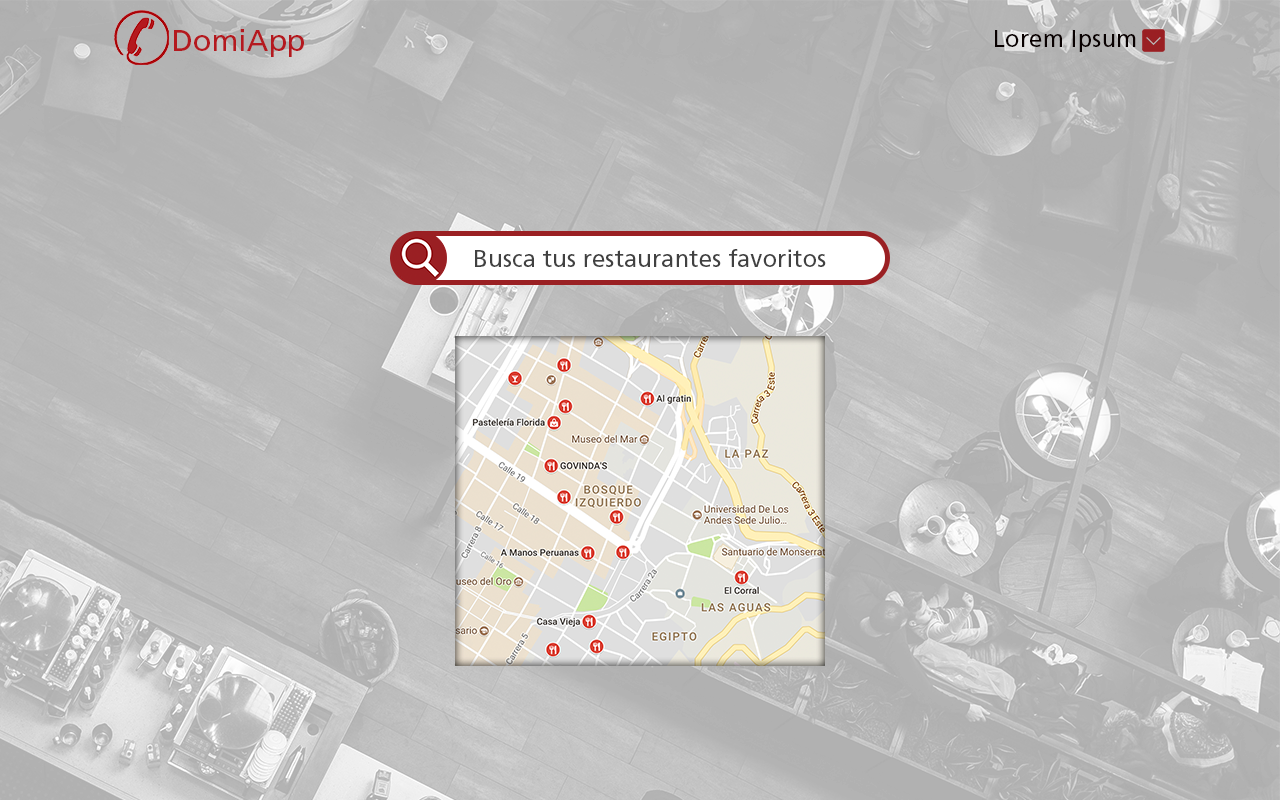 DomiApp
Lorem Ipsum
Busca tus restaurantes favoritos
Carrera 3 Este
Al gratin
Pastelería Florida
Museo del Mar
LA PAZ
GOVINDA'S
Calle 19
BOSQUE
IZQUIERDO
Carrera 3 Este
Calle 18
Universidad De Los
Andes Sede Julio...
Calle 17
Carrera 8
A Manos Peruanas
Santuario de Monserrat
Calle 16
useo del Oro
Carrera 2a
El Corral
LAS AGUAS
Casa Vieja
sario
EGIPTO
Carrera 5